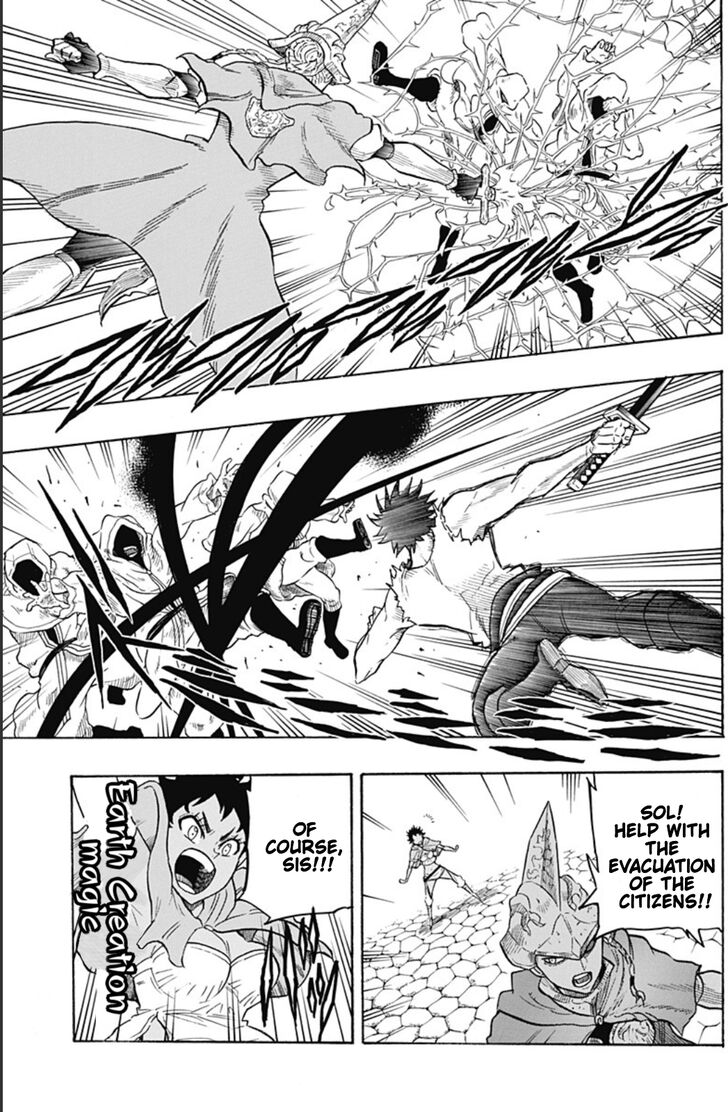 SOL!
HELP WITH
THE
EVACUATION
OF THE
CITIZENS!!
OF
COURSE,
SIS!!!
Earth Creation
magic